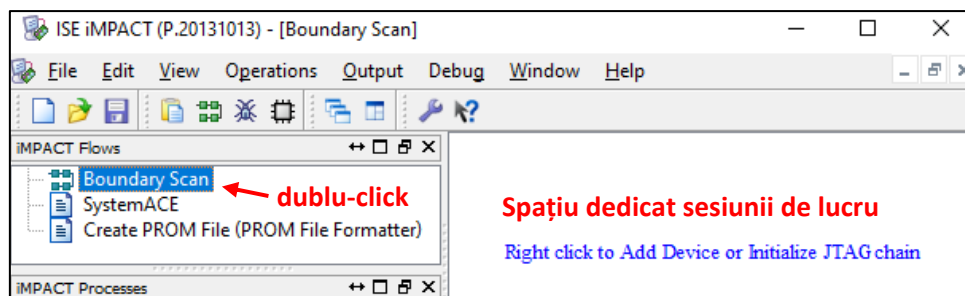 ISE iMPACT (P.20131013) - [Boundary Scan]
File Edit View Operations Output Debug Window Help
iMPACT Flows
Boundary Scan
dublu-click
SystemACE
Create PROM File (PROM File Formatter)
Spațiu dedicat sesiunii de lucru
Right click to Add Device or Initialize JTAG chain
iMPACT Processes